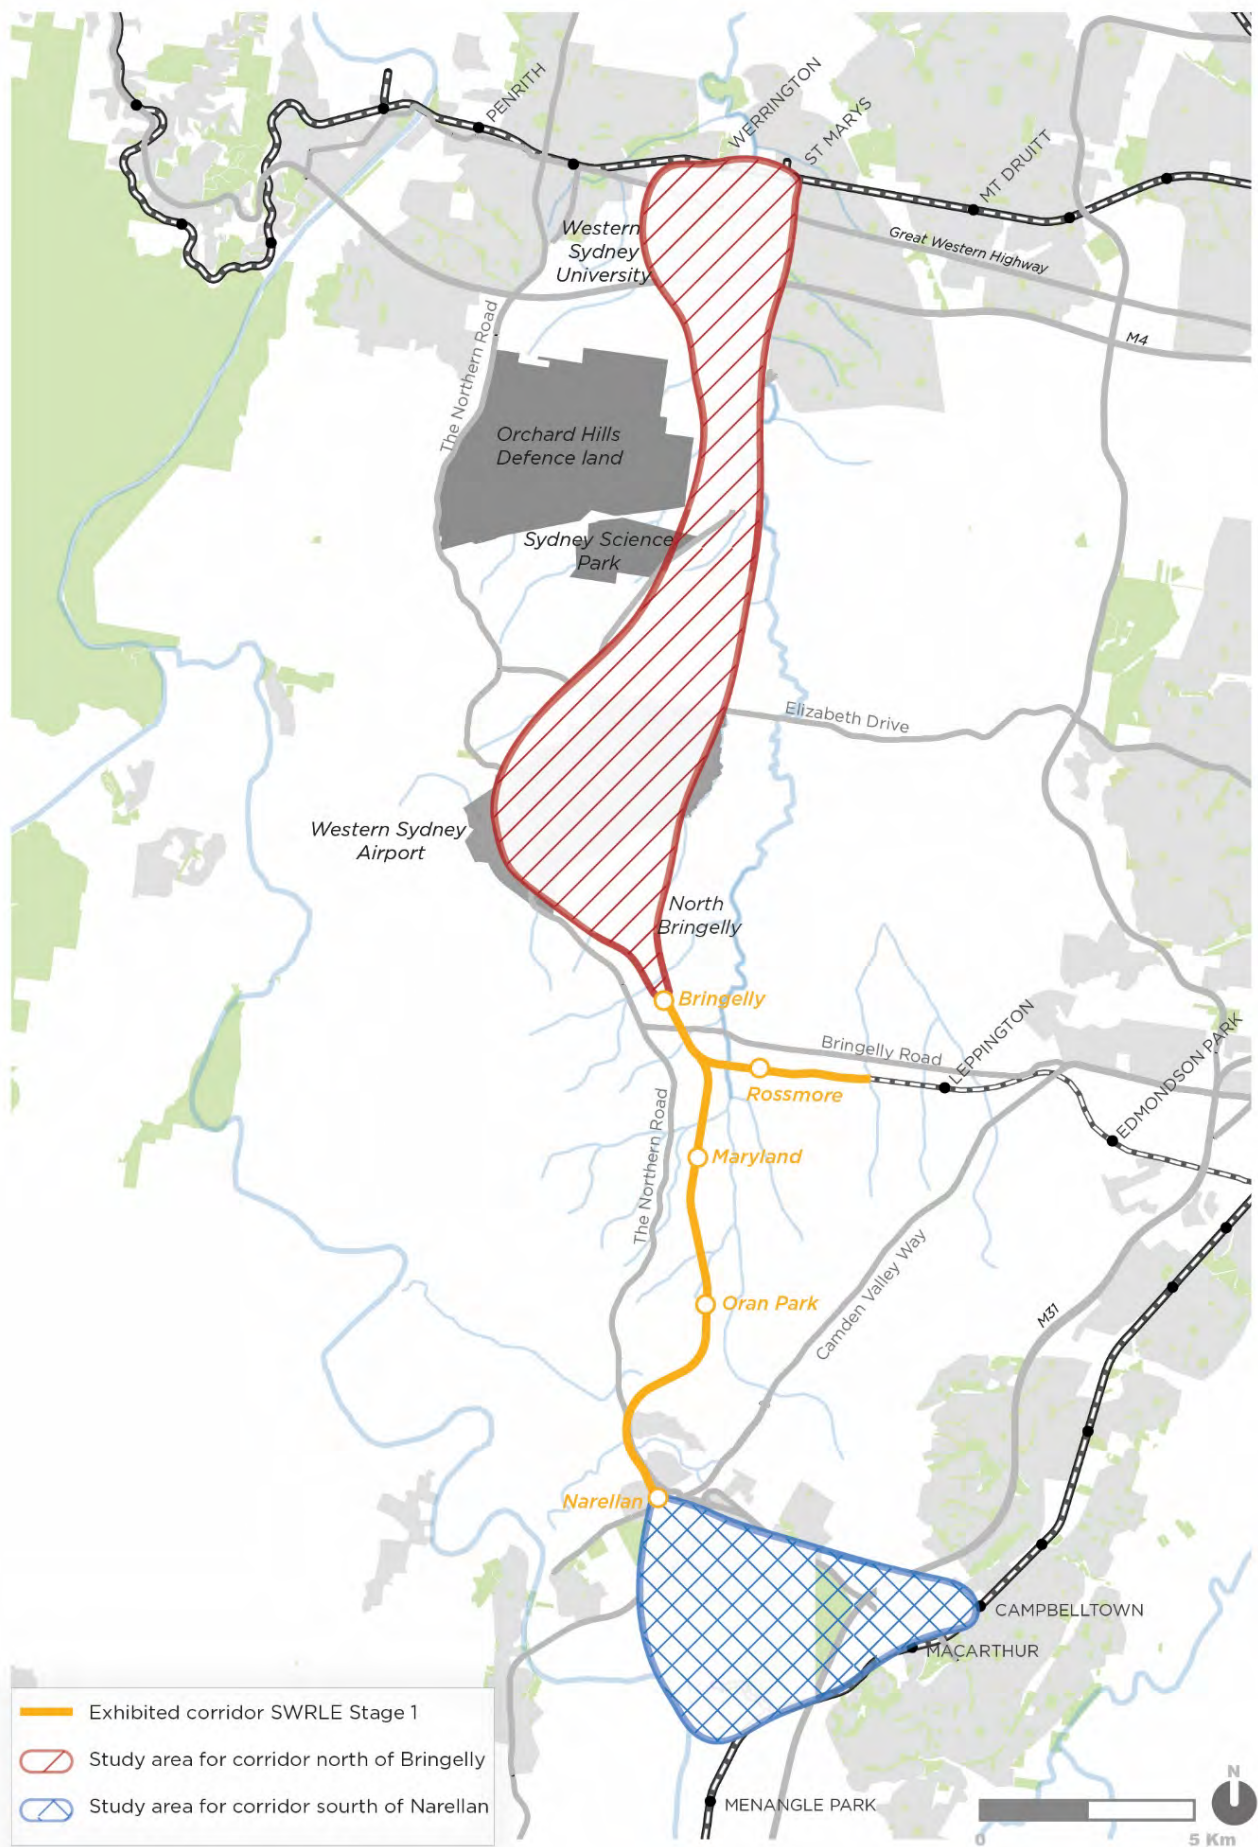 PENRITH
WERRINGTON
ST MARYS
MT DRUITT
Western
Sydney
University
Great Western Highway
M4
The Northern Road
Orchard Hills
Defence land
Sydney Science
Park
Elizabeth Drive
Western Sydney
Airport
North
Bringelly
Bringelly
LEPPINGTON
EDMONDSON PARK
Bringelly Road
Rossmore
The Northern Road
Maryland
Camden Valley Way
Oran Park
M31
Narellan
CAMPBELLTOWN
MACARTHUR
MENANGLE PARK
Exhibited corridor SWRLE Stage 1
Study area for corridor north of Bringelly
Study area for corridor sourth of Narellan
N
0
5 Km